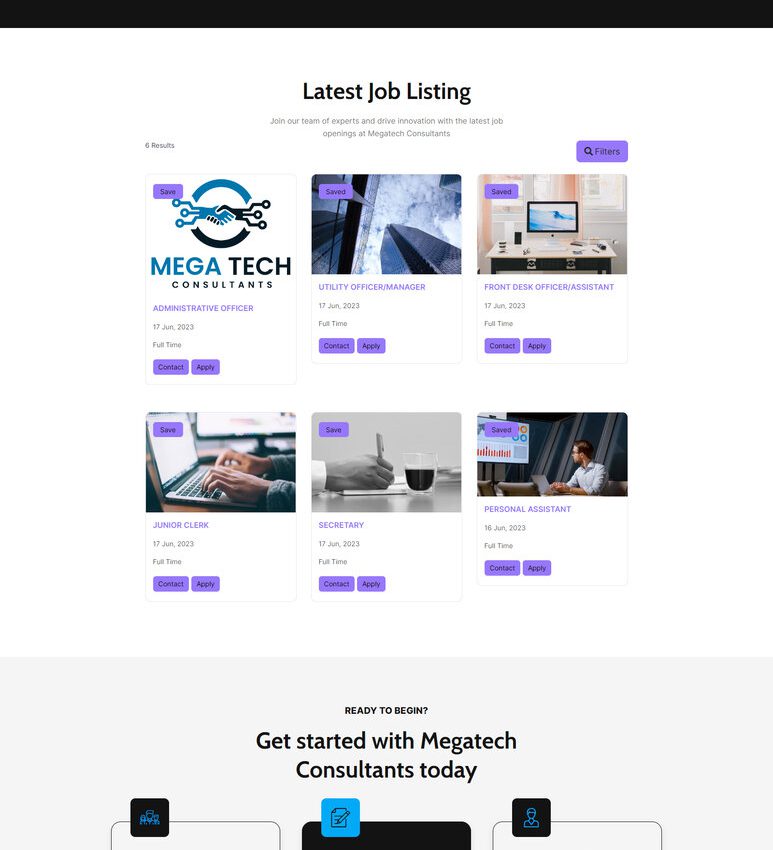 Latest Job Listing
Join our team of experts and drive innovation with the latest job
openings at Megatech Consultants
6 Results
Filters
Save
MEGA TECH
CONSULTANTS
ADMINISTRATIVE OFFICER
17 Jun, 2023
Full Time
Contact Apply
Saved
UTILITY OFFICER/MANAGER
17 Jun, 2023
Full Time
Contact Apply
Saved
FRONT DESK OFFICER/ASSISTANT
17 Jun, 2023
Full Time
Contact Apply
Save
JUNIOR CLERK
17 Jun, 2023
Full Time
Contact Apply
Save
SECRETARY
17 Jun, 2023
Full Time
Contact Apply
Saved
PERSONAL ASSISTANT
16 Jun, 2023
Full Time
Contact Apply
READY TO BEGIN?
Get started with Megatech
Consultants today